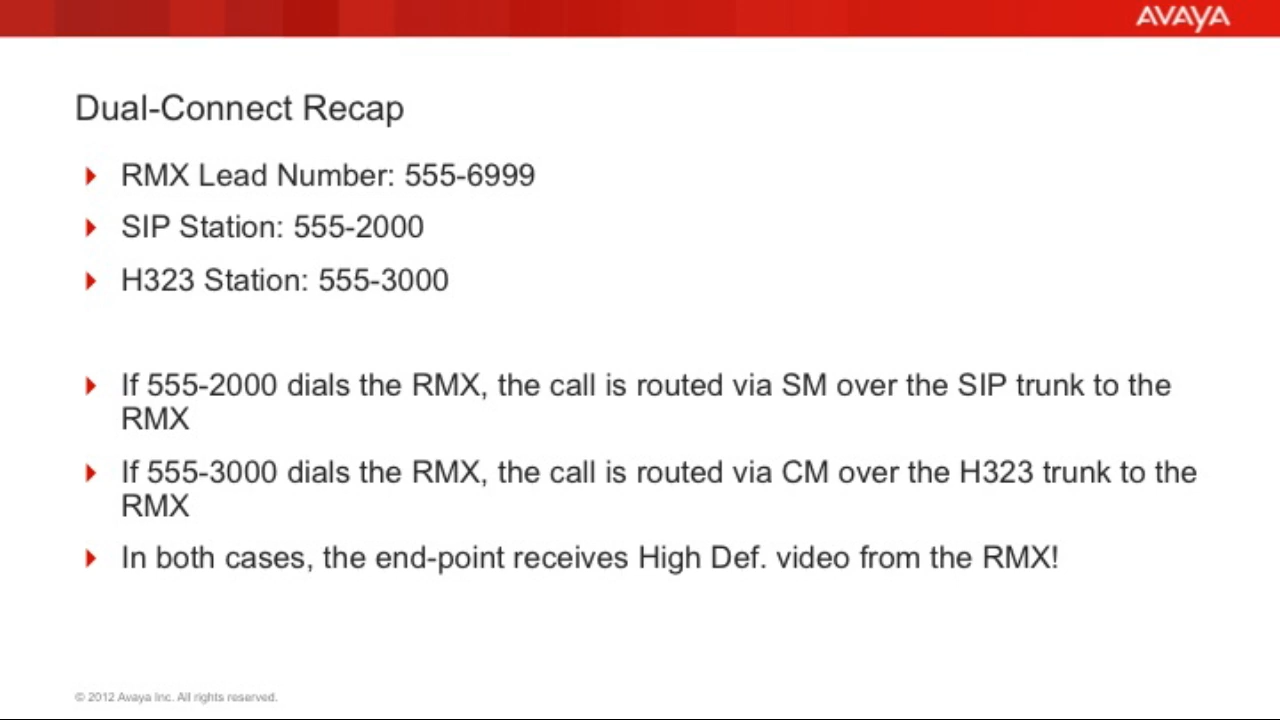 AVAYA
Dual-Connect Recap
RMX Lead Number: 555-6999
SIP Station: 555-2000
H323 Station: 555-3000
If 555-2000 dials the RMX, the call is routed via SM over the SIP trunk to the
RMX
If 555-3000 dials the RMX, the call is routed via CM over the H323 trunk to the
RMX
In both cases, the end-point receives High Def. video from the RMX!
© 2012 Avaya Inc. All rights reserved.